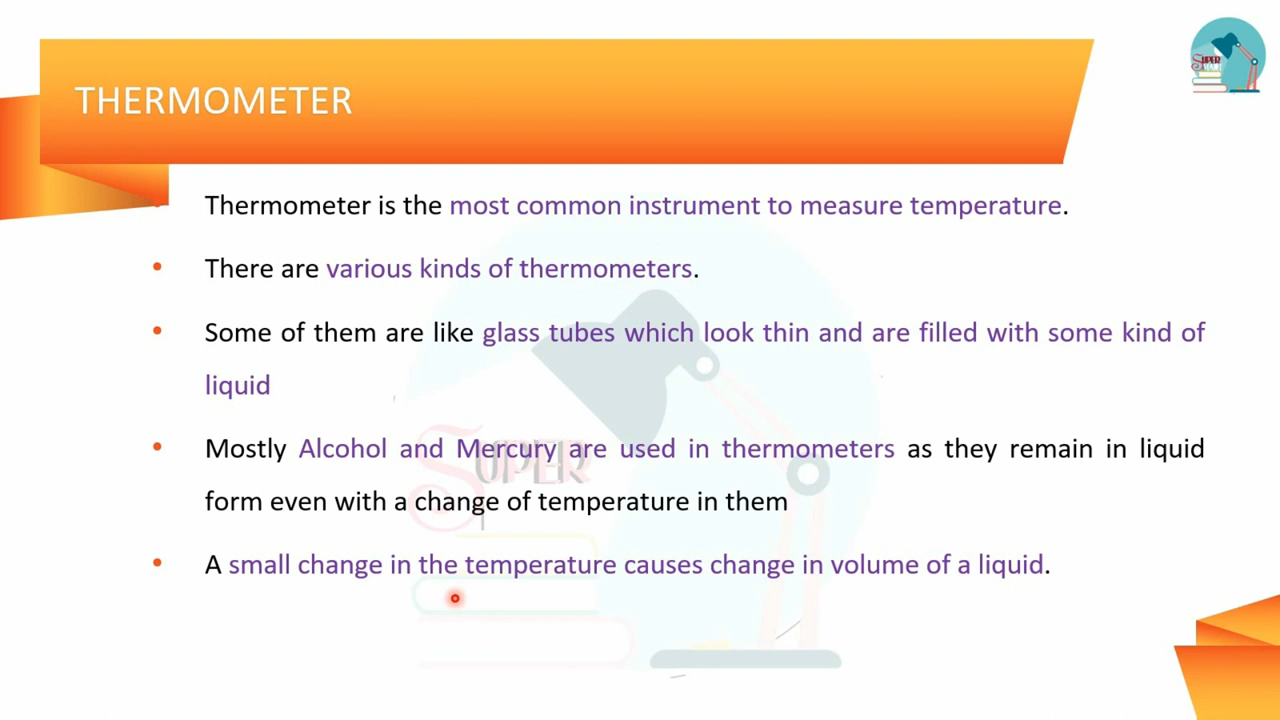 THERMOMETER
SUPER
Thermometer is the most common instrument to measure temperature.
• There are various kinds of thermometers.
• Some of them are like glass tubes which look thin and are filled with some kind of
liquid
• Mostly Alcohol and Mercury are used in thermometers as they remain in liquid
form even with a change of temperature in them
SUPER
• A small change in the temperature causes change in volume of a liquid.